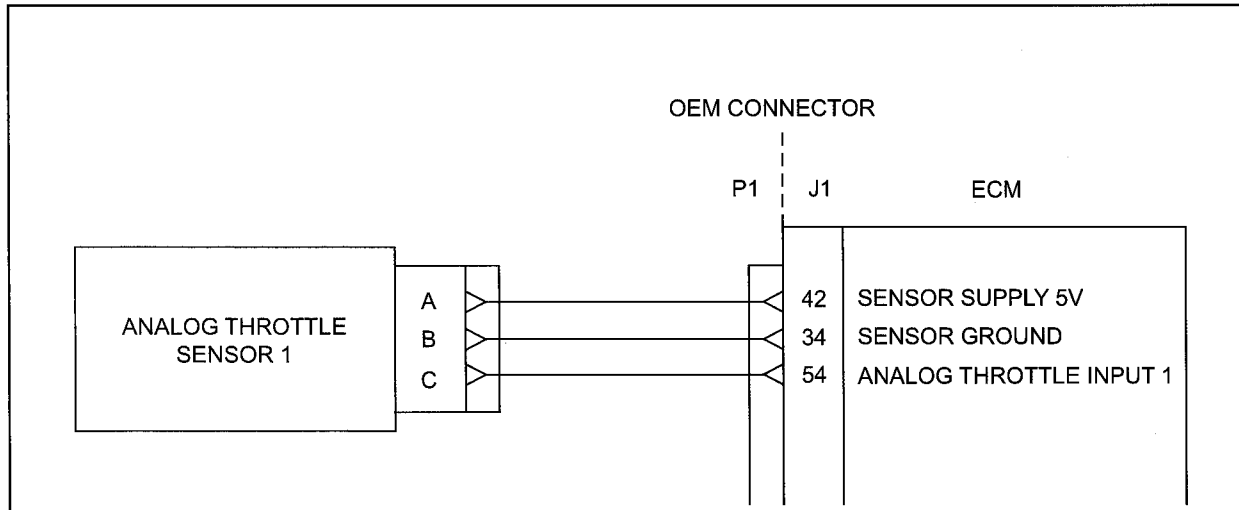 OEM CONNECTOR
P1 J1 ECM
ANALOG THROTTLE
SENSOR 1
A
B
C
42 SENSOR SUPPLY 5V
34 SENSOR GROUND
54 ANALOG THROTTLE INPUT 1